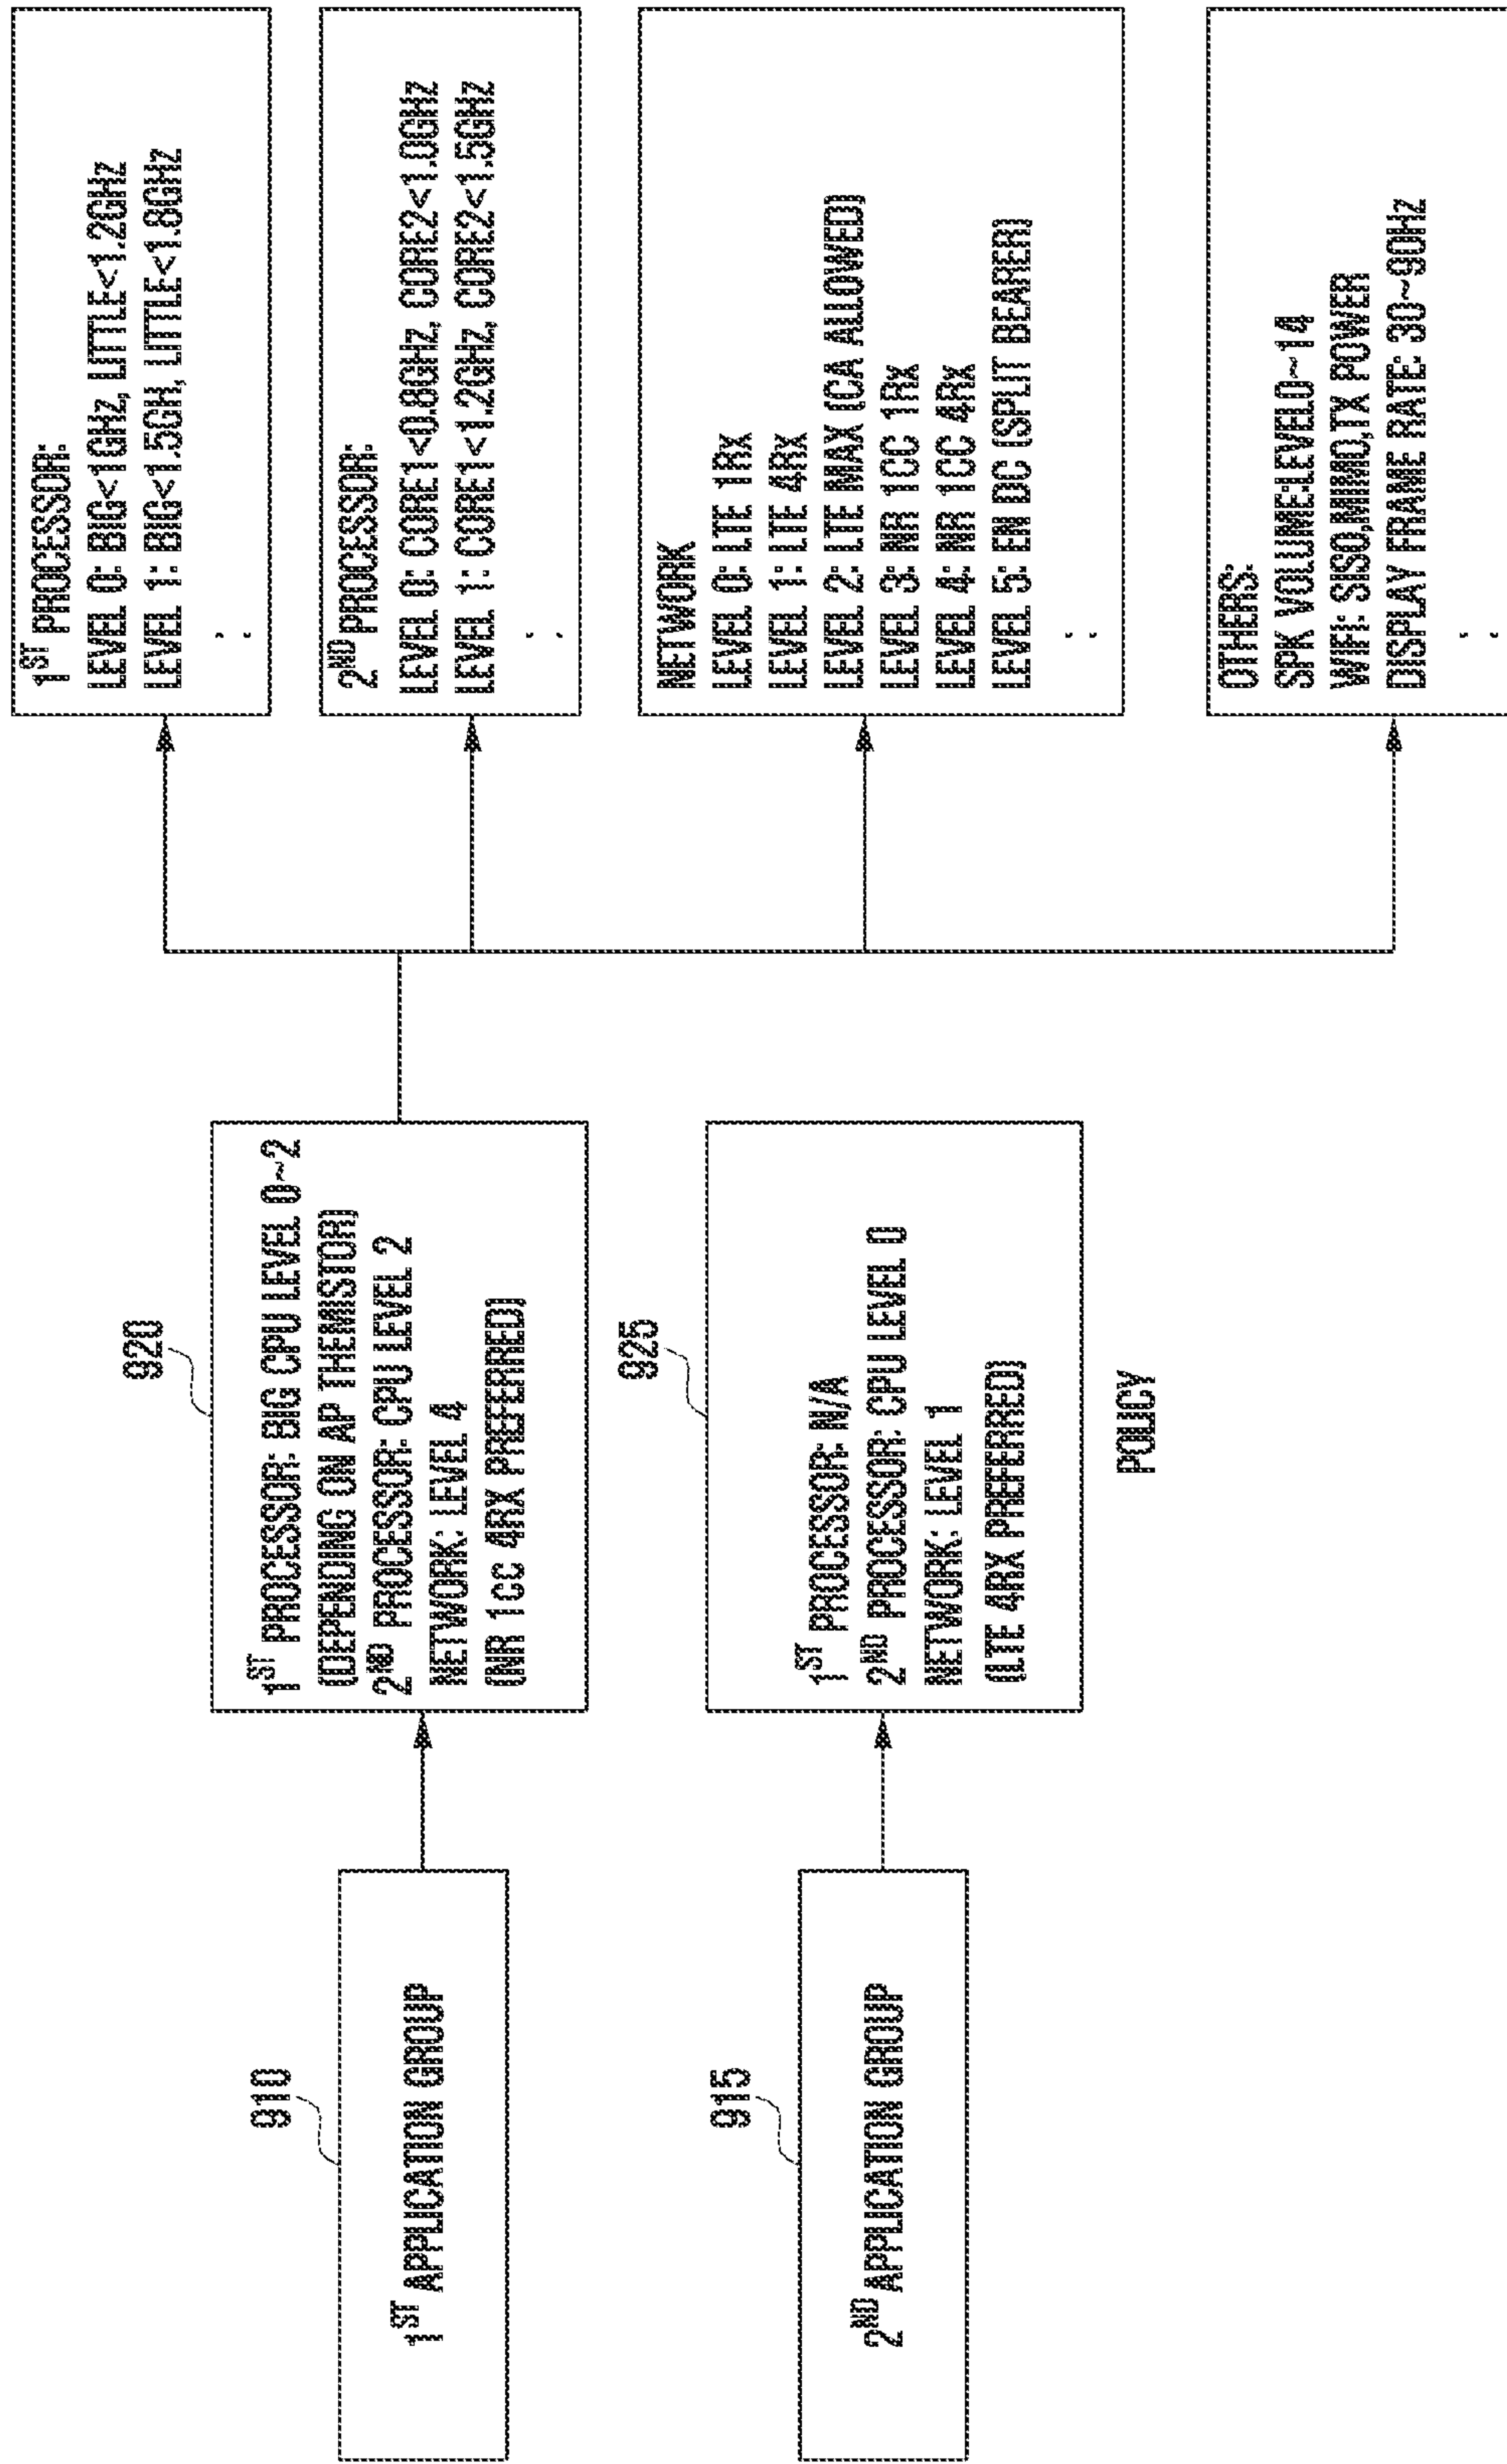 910
1ST APPLICATION GROUP
915
2ND APPLICATION GROUP
920
1ST PROCESSOR: BIG CPU LEVEL 0~2
(DEPENDING ON AP THEMISTOR)
2ND PROCESSOR: CPU LEVEL 2
NETWORK: LEVEL 4
(NR 1cc 4RX PREFERRED)
925
1ST PROCESSOR: N/A
2ND PROCESSOR: CPU LEVEL 0
NETWORK: LEVEL 1
(LTE 4RX PREFERRED)
POLICY
1ST PROCESSOR:
LEVEL 0: BIG<1GHz, LITTLE<1.2GHz
LEVEL 1: BIG<1.5GH, LITTLE<1.8GHz
2ND PROCESSOR:
LEVEL 0: CORE1<0.8GHz, CORE2<1.0GHz
LEVEL 1: CORE1<1.2GHz, CORE2<1.5GHz
NETWORK
LEVEL 0: LTE 1Rx
LEVEL 1: LTE 4Rx
LEVEL 2: LTE MAX (CA ALLOWED)
LEVEL 3: NR 1CC 1Rx
LEVEL 4: NR 1CC 4Rx
LEVEL 5: EN DC (SPLIT BEARER)
OTHERS:
SPK VOLUME:LEVEL0~14
WIFI: SISO,MIMO,TX POWER
DISPLAY FRAME RATE: 30~90Hz